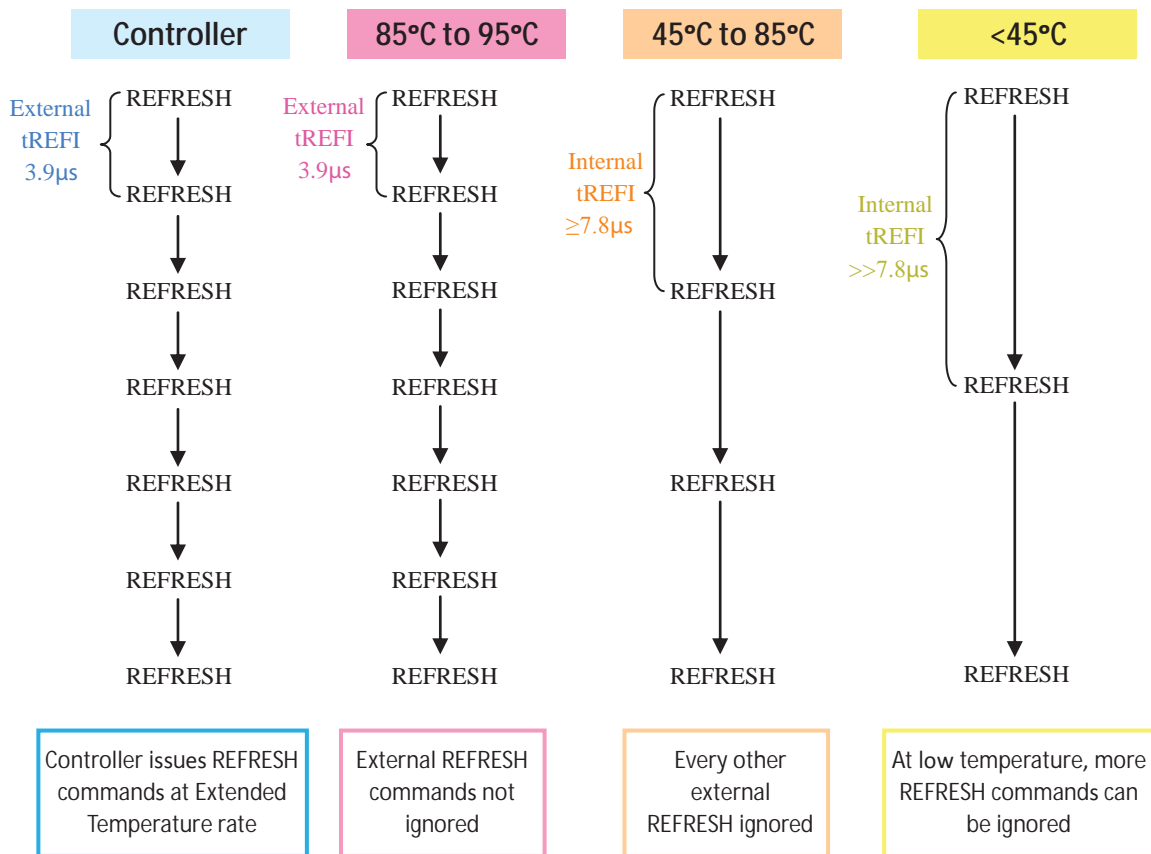 Controller
85°C to 95°C
45°C to 85°C
<45°C
External
tREFI
3.9µs
REFRESH
REFRESH
REFRESH
REFRESH
REFRESH
REFRESH
REFRESH
External
tREFI
3.9µs
REFRESH
REFRESH
REFRESH
REFRESH
REFRESH
REFRESH
REFRESH
Internal
tREFI
≥7.8µs
REFRESH
REFRESH
REFRESH
REFRESH
Internal
tREFI
>>7.8µs
REFRESH
REFRESH
REFRESH
Controller issues REFRESH
commands at Extended
Temperature rate
External REFRESH
commands not
ignored
Every other
external
REFRESH ignored
At low temperature, more
REFRESH commands can
be ignored